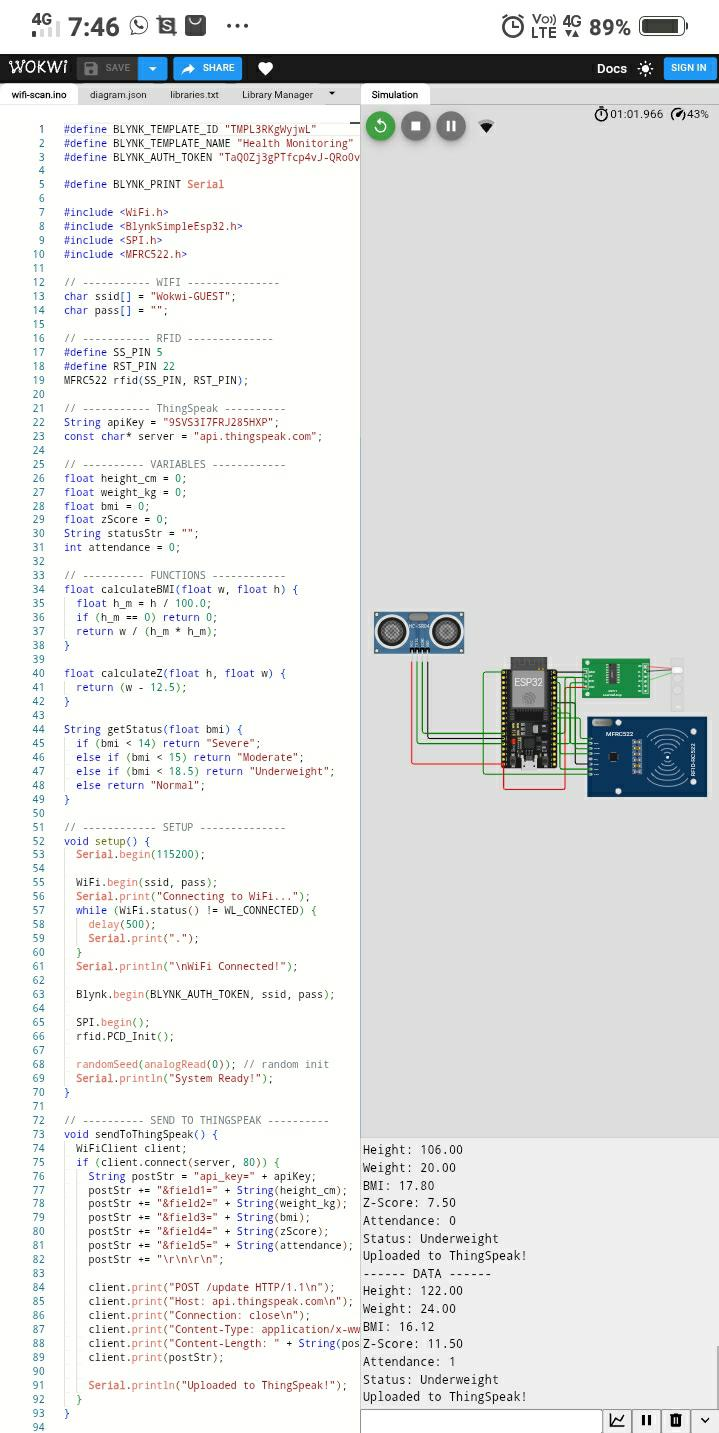 4G 7:46 ... Vo)) LTE 4G 89%
WOKWi SAVE SHARE Docs SIGN IN
wifi-scan.ino diagram.json libraries.txt Library Manager Simulation
01:01.966 43%
1 #define BLYNK_TEMPLATE_ID "TMPL3RKgWyjwL"
2 #define BLYNK_TEMPLATE_NAME "Health Monitoring"
3 #define BLYNK_AUTH_TOKEN "TaQOZj3gPTfcp4vJ-QRo0v
4
5 #define BLYNK_PRINT Serial
6
7 #include <WiFi.h>
8 #include <BlynkSimpleEsp32.h>
9 #include <SPI.h>
10 #include <MFRC522.h>
11
12 // ----------- WIFI ---------------
13 char ssid[] = "Wokwi-GUEST";
14 char pass[] = "";
15
16 // ----------- RFID --------------
17 #define SS_PIN 5
18 #define RST_PIN 22
19 MFRC522 rfid(SS_PIN, RST_PIN);
20
21 // ----------- ThingSpeak ----------
22 String apiKey = "9SVS3I7FRJ285HXP";
23 const char* server = "api.thingspeak.com";
24
25 // ---------- VARIABLES ------------
26 float height_cm = 0;
27 float weight_kg = 0;
28 float bmi = 0;
29 float zScore = 0;
30 String statusStr = "";
31 int attendance = 0;
32
33 // ---------- FUNCTIONS ------------
34 float calculateBMI(float w, float h) {
35 float h_m = h / 100.0;
36 if (h_m == 0) return 0;
37 return w / (h_m * h_m);
38 }
39
40 float calculateZ(float h, float w) {
41 return (w - 12.5);
42 }
43
44 String getStatus(float bmi) {
45 if (bmi < 14) return "Severe";
46 else if (bmi < 15) return "Moderate";
47 else if (bmi < 18.5) return "Underweight";
48 else return "Normal";
49 }
50
51 // ------------ SETUP --------------
52 void setup() {
53 Serial.begin(115200);
54
55 WiFi.begin(ssid, pass);
56 Serial.print("Connecting to WiFi...");
57 while (WiFi.status() != WL_CONNECTED) {
58 delay(500);
59 Serial.print(".");
60 }
61 Serial.println("\nWiFi Connected!");
62
63 Blynk.begin(BLYNK_AUTH_TOKEN, ssid, pass);
64
65 SPI.begin();
66 rfid.PCD_Init();
67
68 randomSeed(analogRead(0)); // random init
69 Serial.println("System Ready!");
70 }
71
72 // ---------- SEND TO THINGSPEAK ----------
73 void sendToThingSpeak() {
74 WiFiClient client;
75 if (client.connect(server, 80)) {
76 String postStr = "api_key=" + apiKey;
77 postStr += "&field1=" + String(height_cm);
78 postStr += "&field2=" + String(weight_kg);
79 postStr += "&field3=" + String(bmi);
80 postStr += "&field4=" + String(zScore);
81 postStr += "&field5=" + String(attendance);
82 postStr += "\r\n\r\n";
83
84 client.print("POST /update HTTP/1.1\n");
85 client.print("Host: api.thingspeak.com\n");
86 client.print("Connection: close\n");
87 client.print("Content-Type: application/x-ww
88 client.print("Content-Length: " + String(pos
89 client.print(postStr);
90
91 Serial.println("Uploaded to ThingSpeak!");
92 }
93 }
94
HC-SR04
ESP32
MFRC522
RFID-RC522
Height: 106.00
Weight: 20.00
BMI: 17.80
Z-Score: 7.50
Attendance: 0
Status: Underweight
Uploaded to ThingSpeak!
------ DATA ------
Height: 122.00
Weight: 24.00
BMI: 16.12
Z-Score: 11.50
Attendance: 1
Status: Underweight
Uploaded to ThingSpeak!